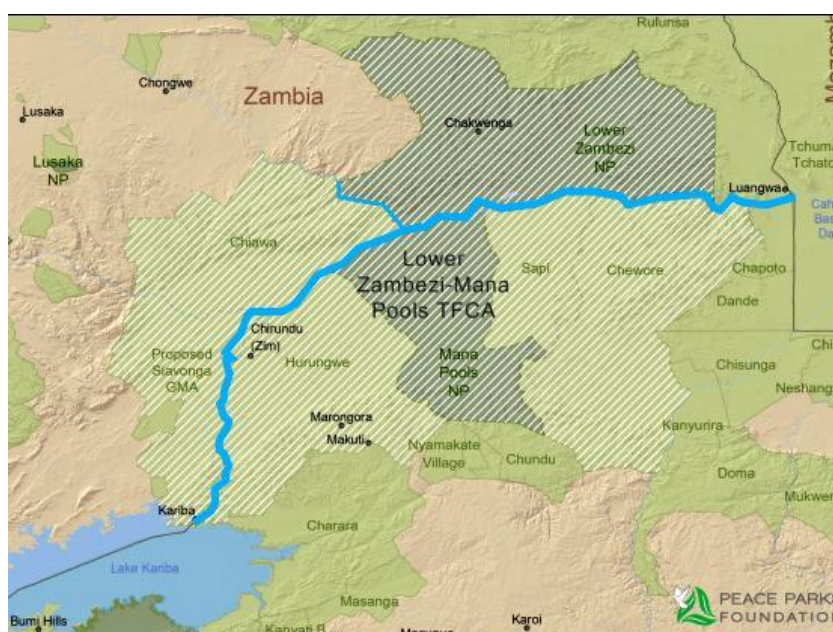 Rufunsa
Chongwe
Zambia
Lusaka
Chakwenga
Lower
Zambezi
NP
Lusaka
NP
Luangwa
Chiawa
Lower
Zambezi-Mana
Pools TFCA
Sapi
Chewore
Chapoto
Dande
Chirundu
(Zim)
Proposed
Siavonga
GMA
Hurungwe
Mana
Pools
NP
Chisunga
Marongora
Makuti
Nyamakate
Village
Chundu
Kanyurira
Doma
Kariba
Charara
Lake Kariba
Masanga
Bumi Hills
Karoi
PEACE PARKS
FOUNDATION